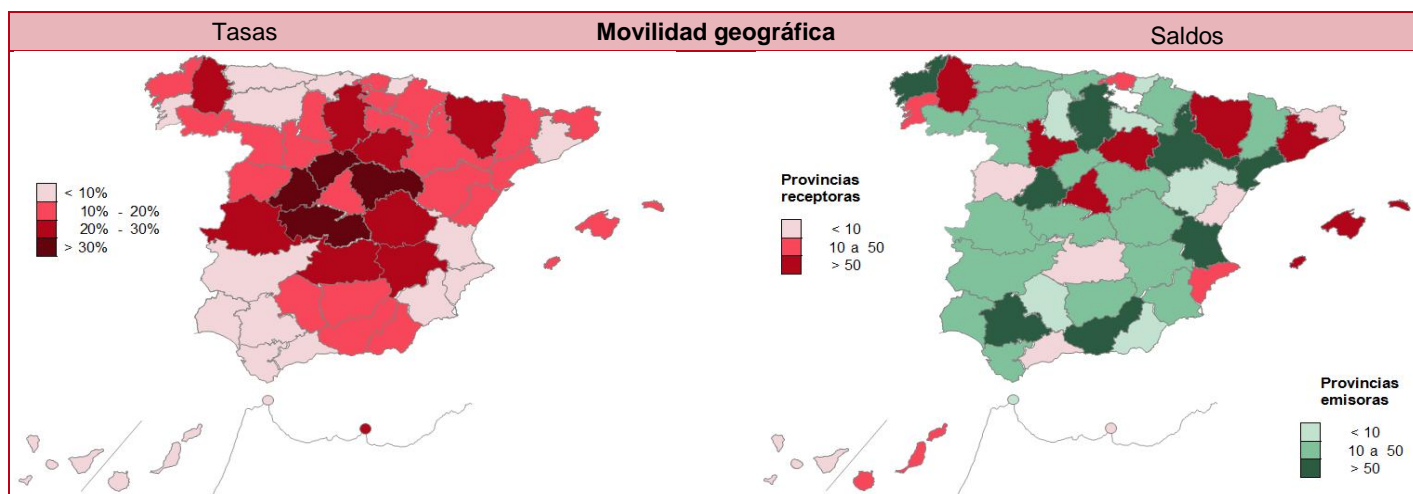 Tasas
Movilidad geográfica
Saldos
< 10%
10% - 20%
20% - 30%
> 30%
Provincias
receptoras
< 10
10 a 50
> 50
Provincias
emisoras
< 10
10 a 50
> 50